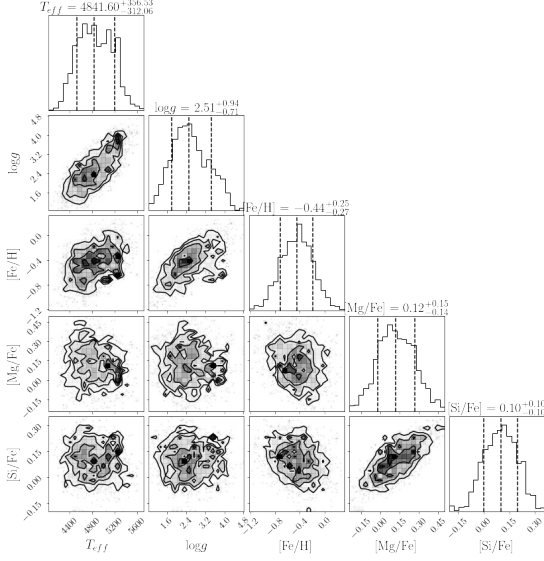 T_eff = 4841.60 +356.53 −312.06
logg = 2.51 +0.94 −0.71
[Fe/H] = −0.44 +0.25 −0.27
[Mg/Fe] = 0.12 +0.15 −0.14
[Si/Fe] = 0.10 +0.10 −0.10
logg
4.8
4.0
3.2
2.4
1.6
[Fe/H]
0.0
−0.4
−0.8
−1.2
[Mg/Fe]
0.45
0.30
0.15
0.00
−0.15
[Si/Fe]
0.30
0.15
0.00
−0.15
4400 4800 5200 5600
T_eff
1.6 2.4 3.2 4.0 4.8
logg
−1.2 −0.8 −0.4 0.0
[Fe/H]
−0.15 0.00 0.15 0.30 0.45
[Mg/Fe]
−0.15 0.00 0.15 0.30
[Si/Fe]